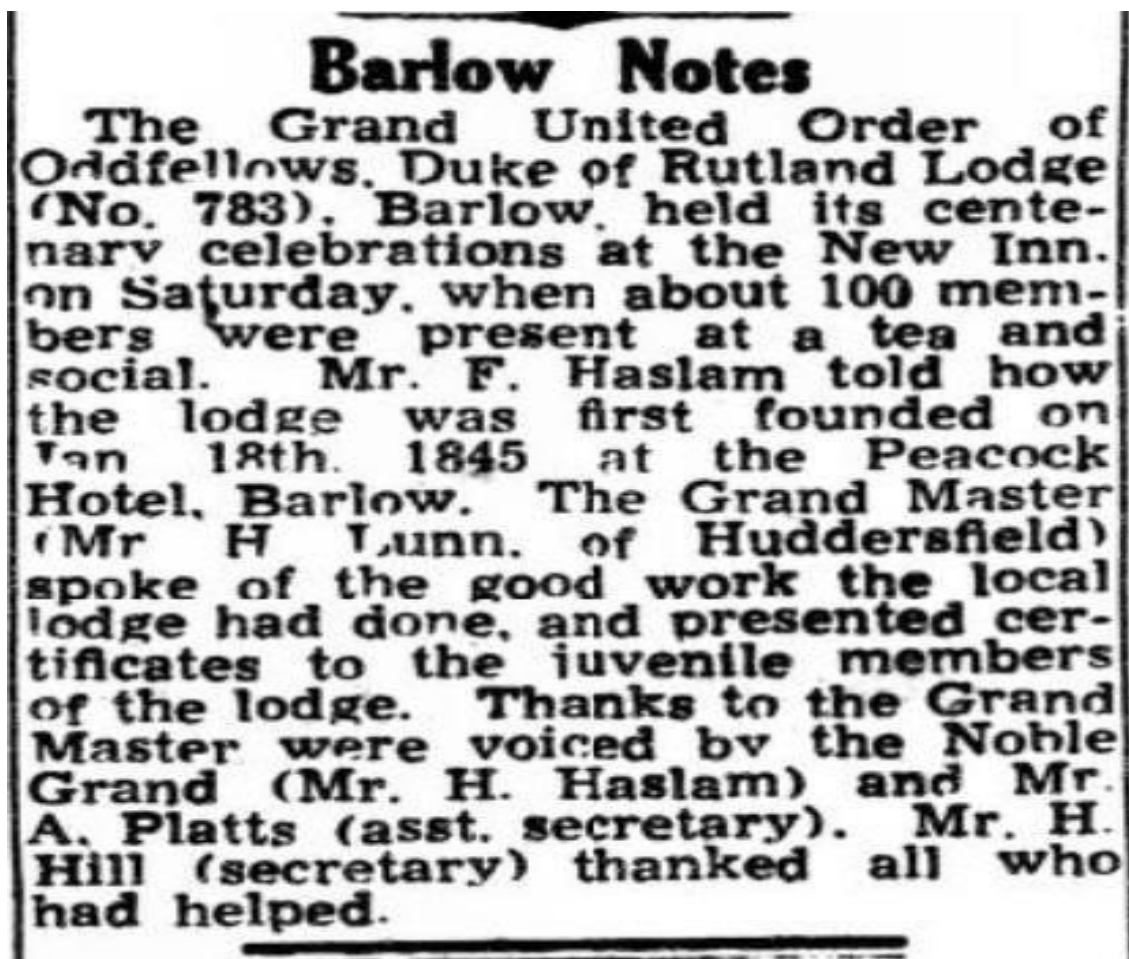 Barlow Notes
The Grand United Order of
Oddfellows, Duke of Rutland Lodge
(No. 783), Barlow, held its cente-
nary celebrations at the New Inn,
on Saturday, when about 100 mem-
bers were present at a tea and
social. Mr. F. Haslam told how
the lodge was first founded on
Jan 18th, 1845 at the Peacock
Hotel, Barlow. The Grand Master
(Mr H Lunn, of Huddersfield)
spoke of the good work the local
lodge had done, and presented cer-
tificates to the juvenile members
of the lodge. Thanks to the Grand
Master were voiced by the Noble
Grand (Mr. H. Haslam) and Mr.
A. Platts (asst. secretary). Mr. H.
Hill (secretary) thanked all who
had helped.